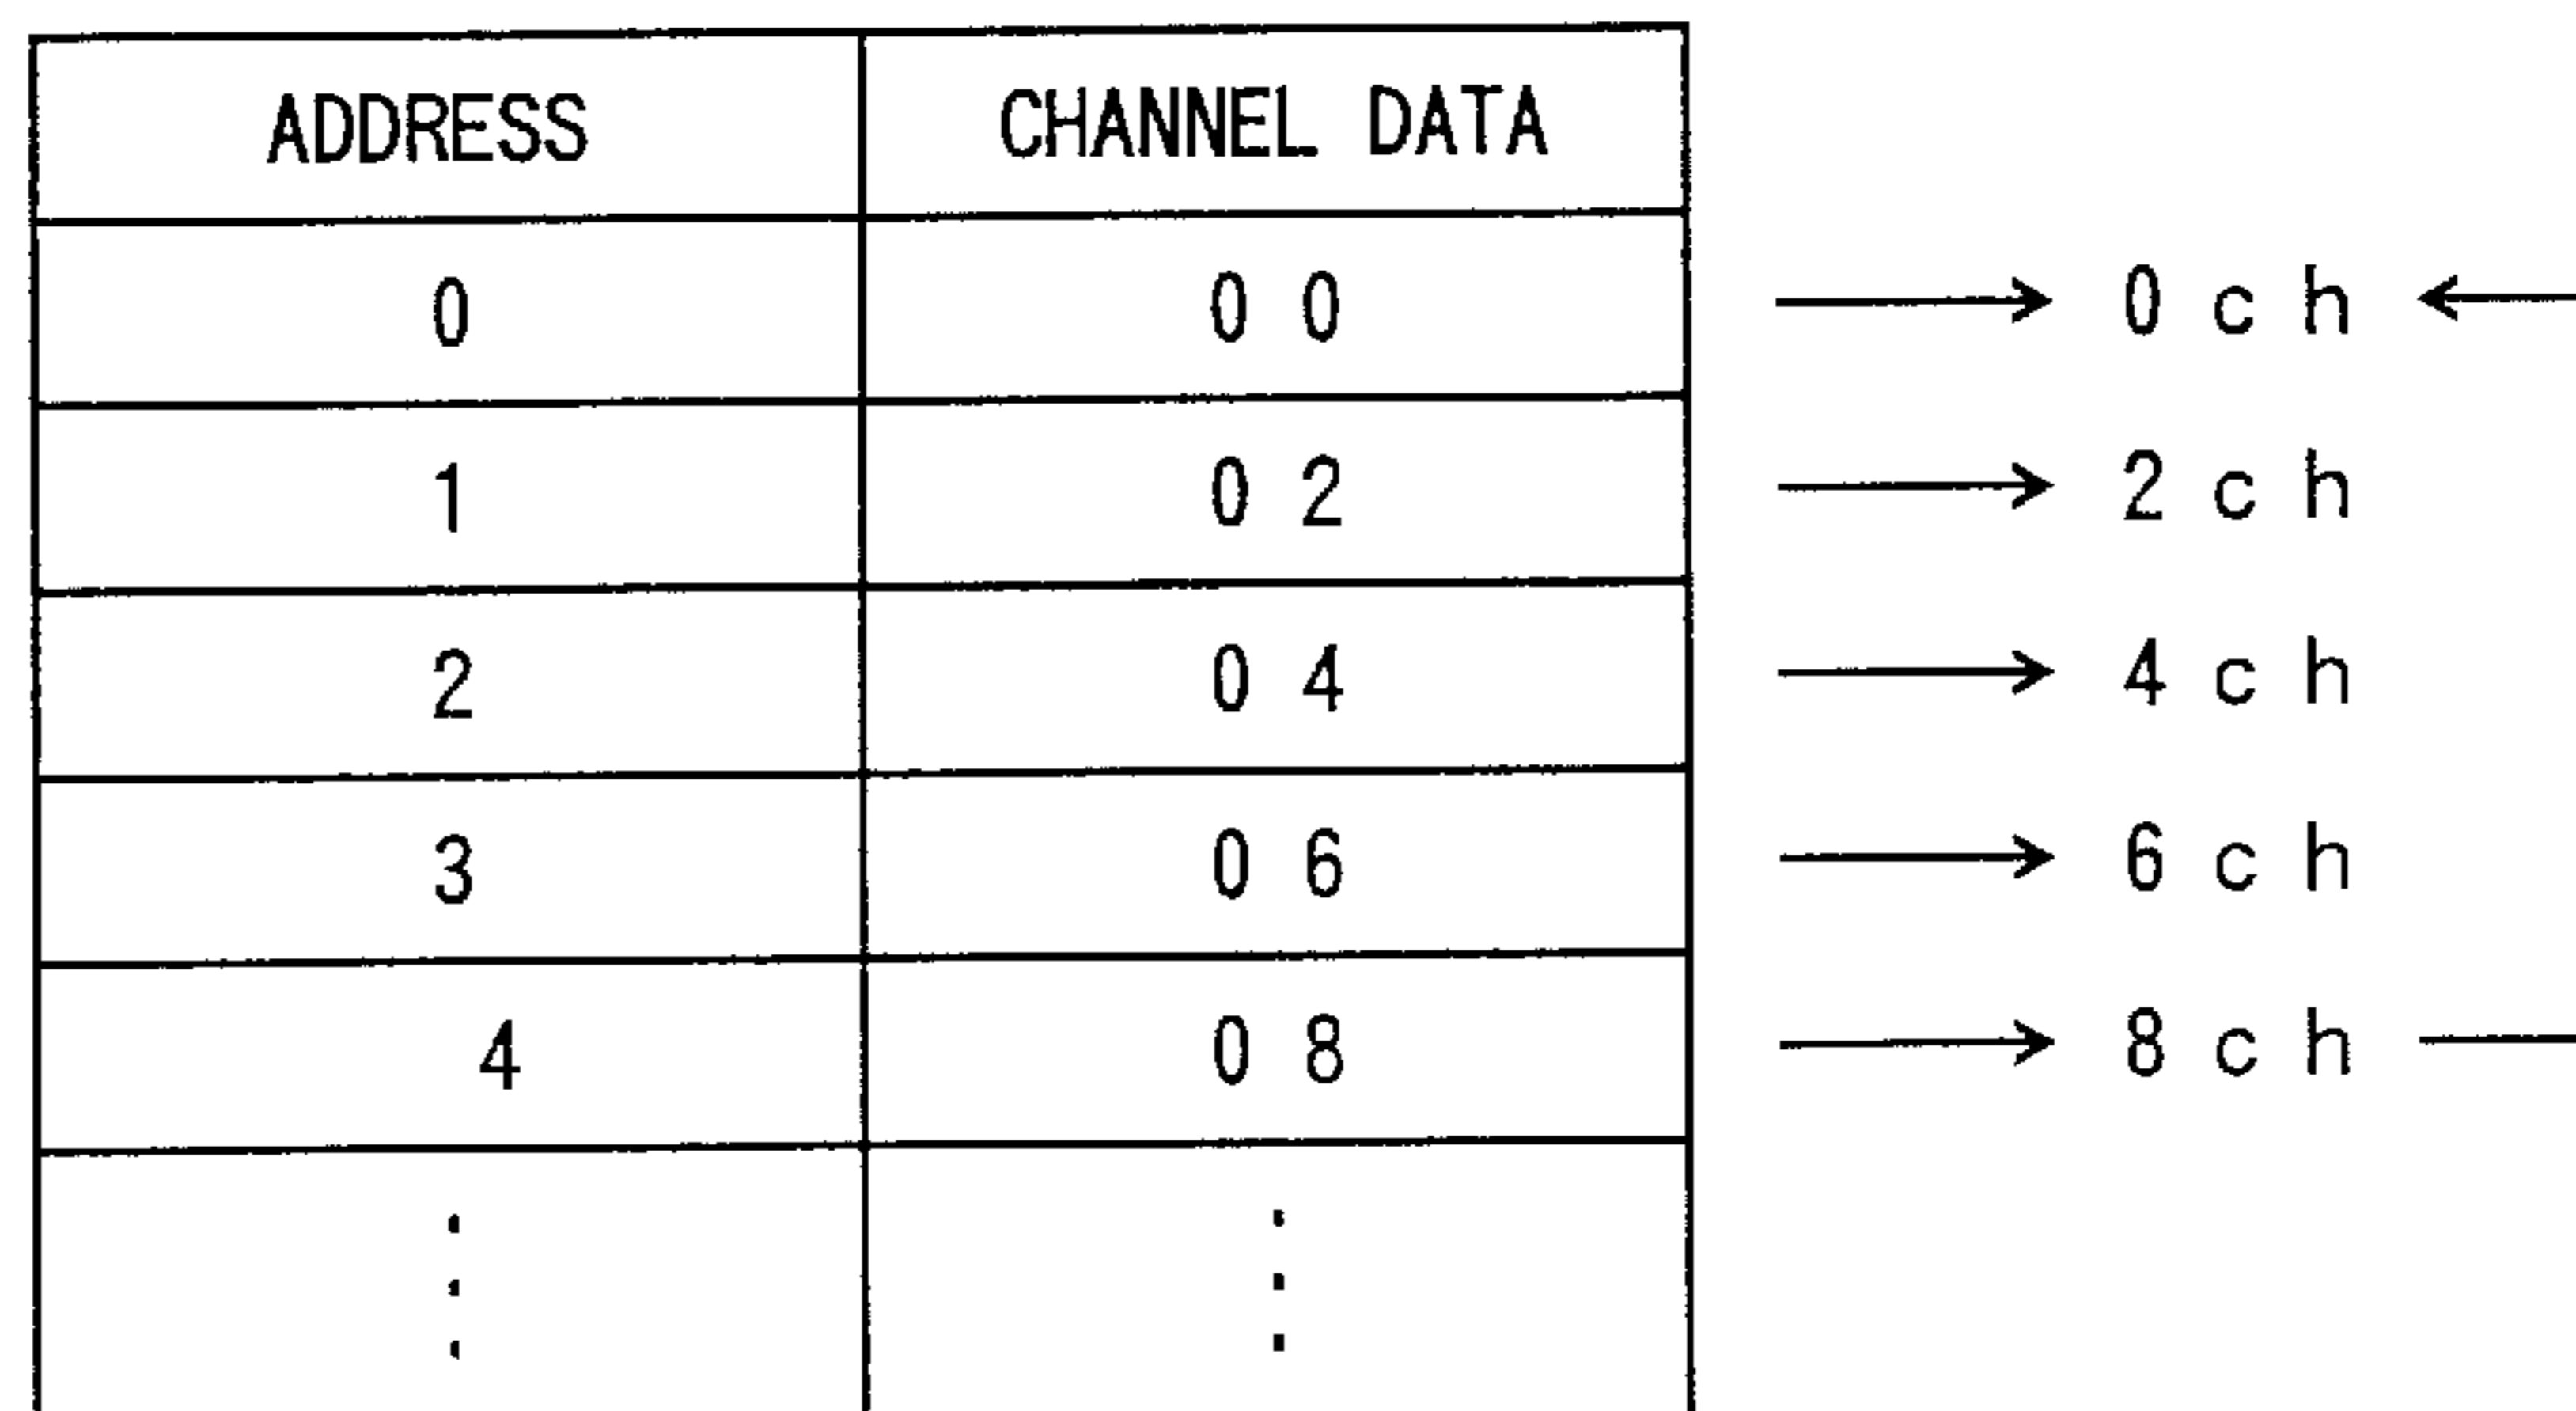 ADDRESS CHANNEL DATA
0 0 0 → 0 c h ←
1 0 2 → 2 c h
2 0 4 → 4 c h
3 0 6 → 6 c h
4 0 8 → 8 c h